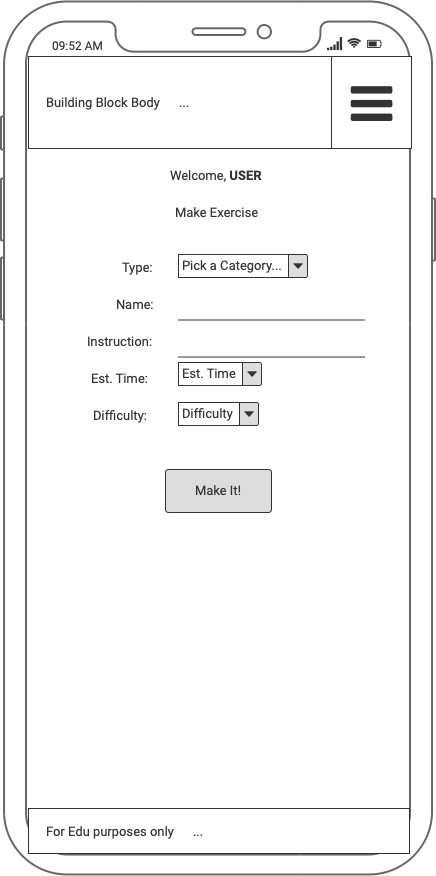 09:52 AM
Building Block Body ...
Welcome, USER
Make Exercise
Type: Pick a Category...
Name:
Instruction:
Est. Time: Est. Time
Difficulty: Difficulty
Make It!
For Edu purposes only ...